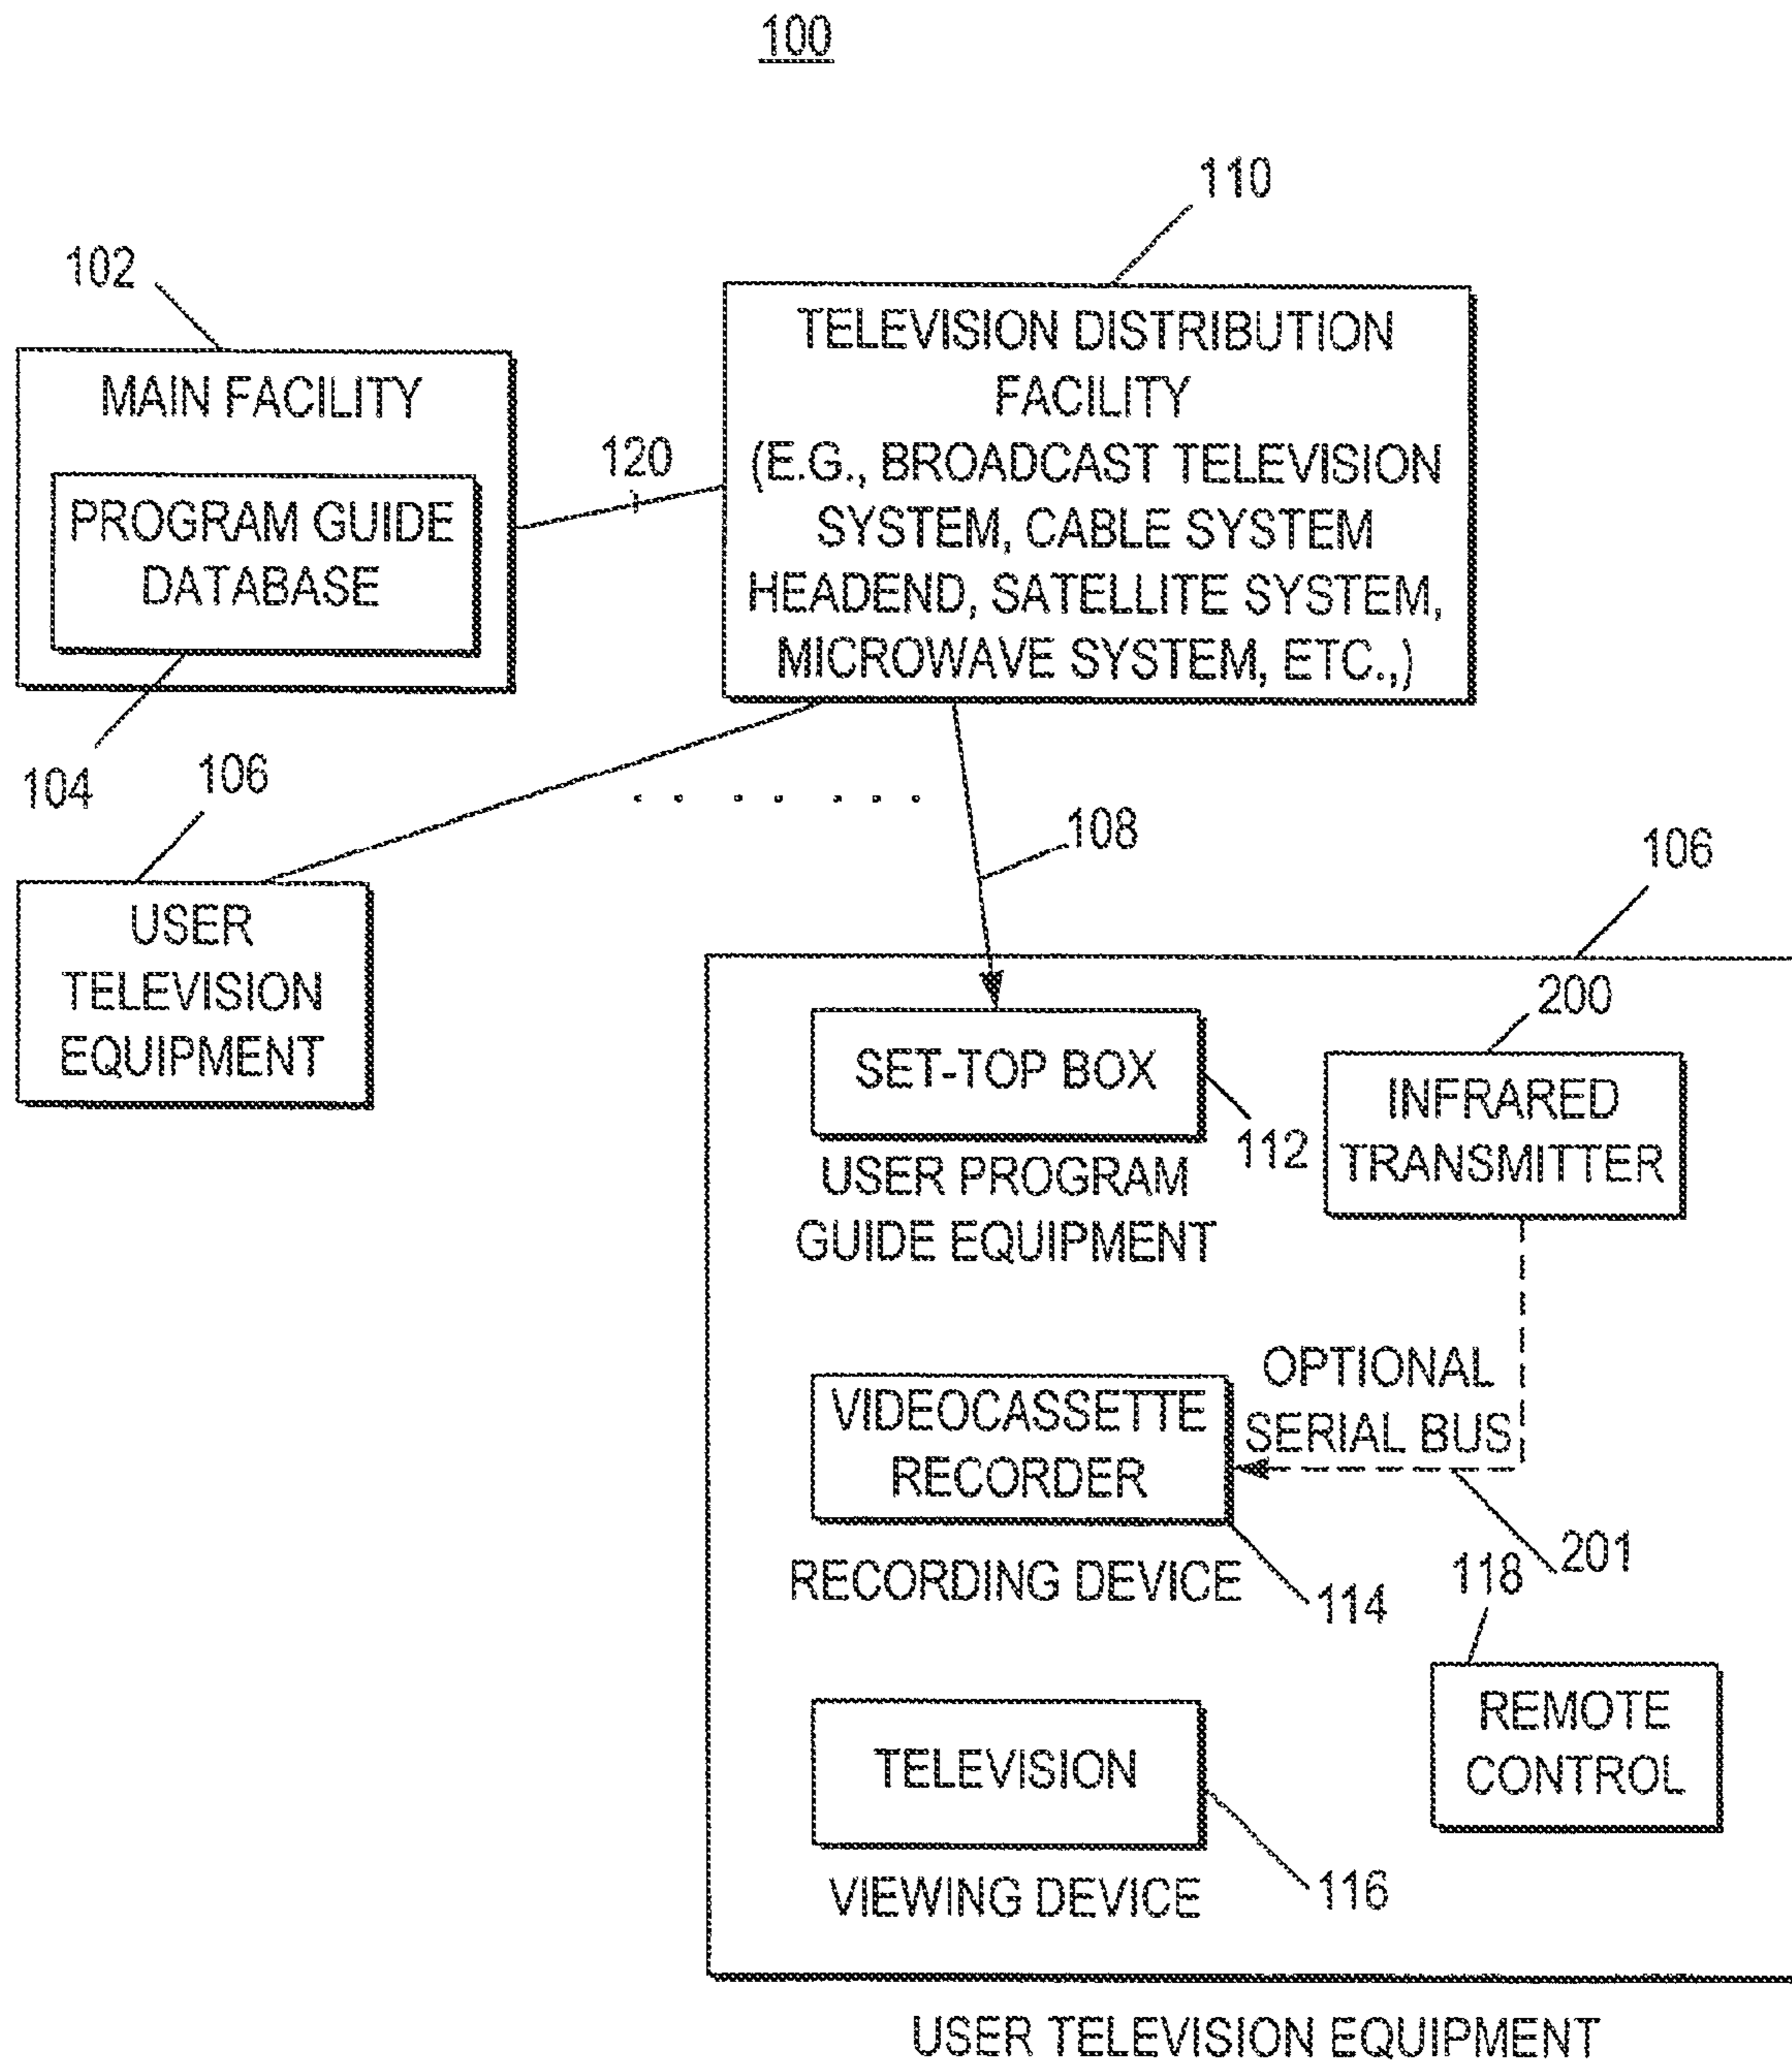 100
110
102
TELEVISION DISTRIBUTION
FACILITY
(E.G., BROADCAST TELEVISION
SYSTEM, CABLE SYSTEM
HEADEND, SATELLITE SYSTEM,
MICROWAVE SYSTEM, ETC.,)
MAIN FACILITY
PROGRAM GUIDE
DATABASE
120
104
106
108
106
USER
TELEVISION
EQUIPMENT
200
SET-TOP BOX
112
INFRARED
TRANSMITTER
USER PROGRAM
GUIDE EQUIPMENT
OPTIONAL
SERIAL BUS
VIDEOCASSETTE
RECORDER
201
RECORDING DEVICE
114
118
REMOTE
CONTROL
TELEVISION
116
VIEWING DEVICE
USER TELEVISION EQUIPMENT